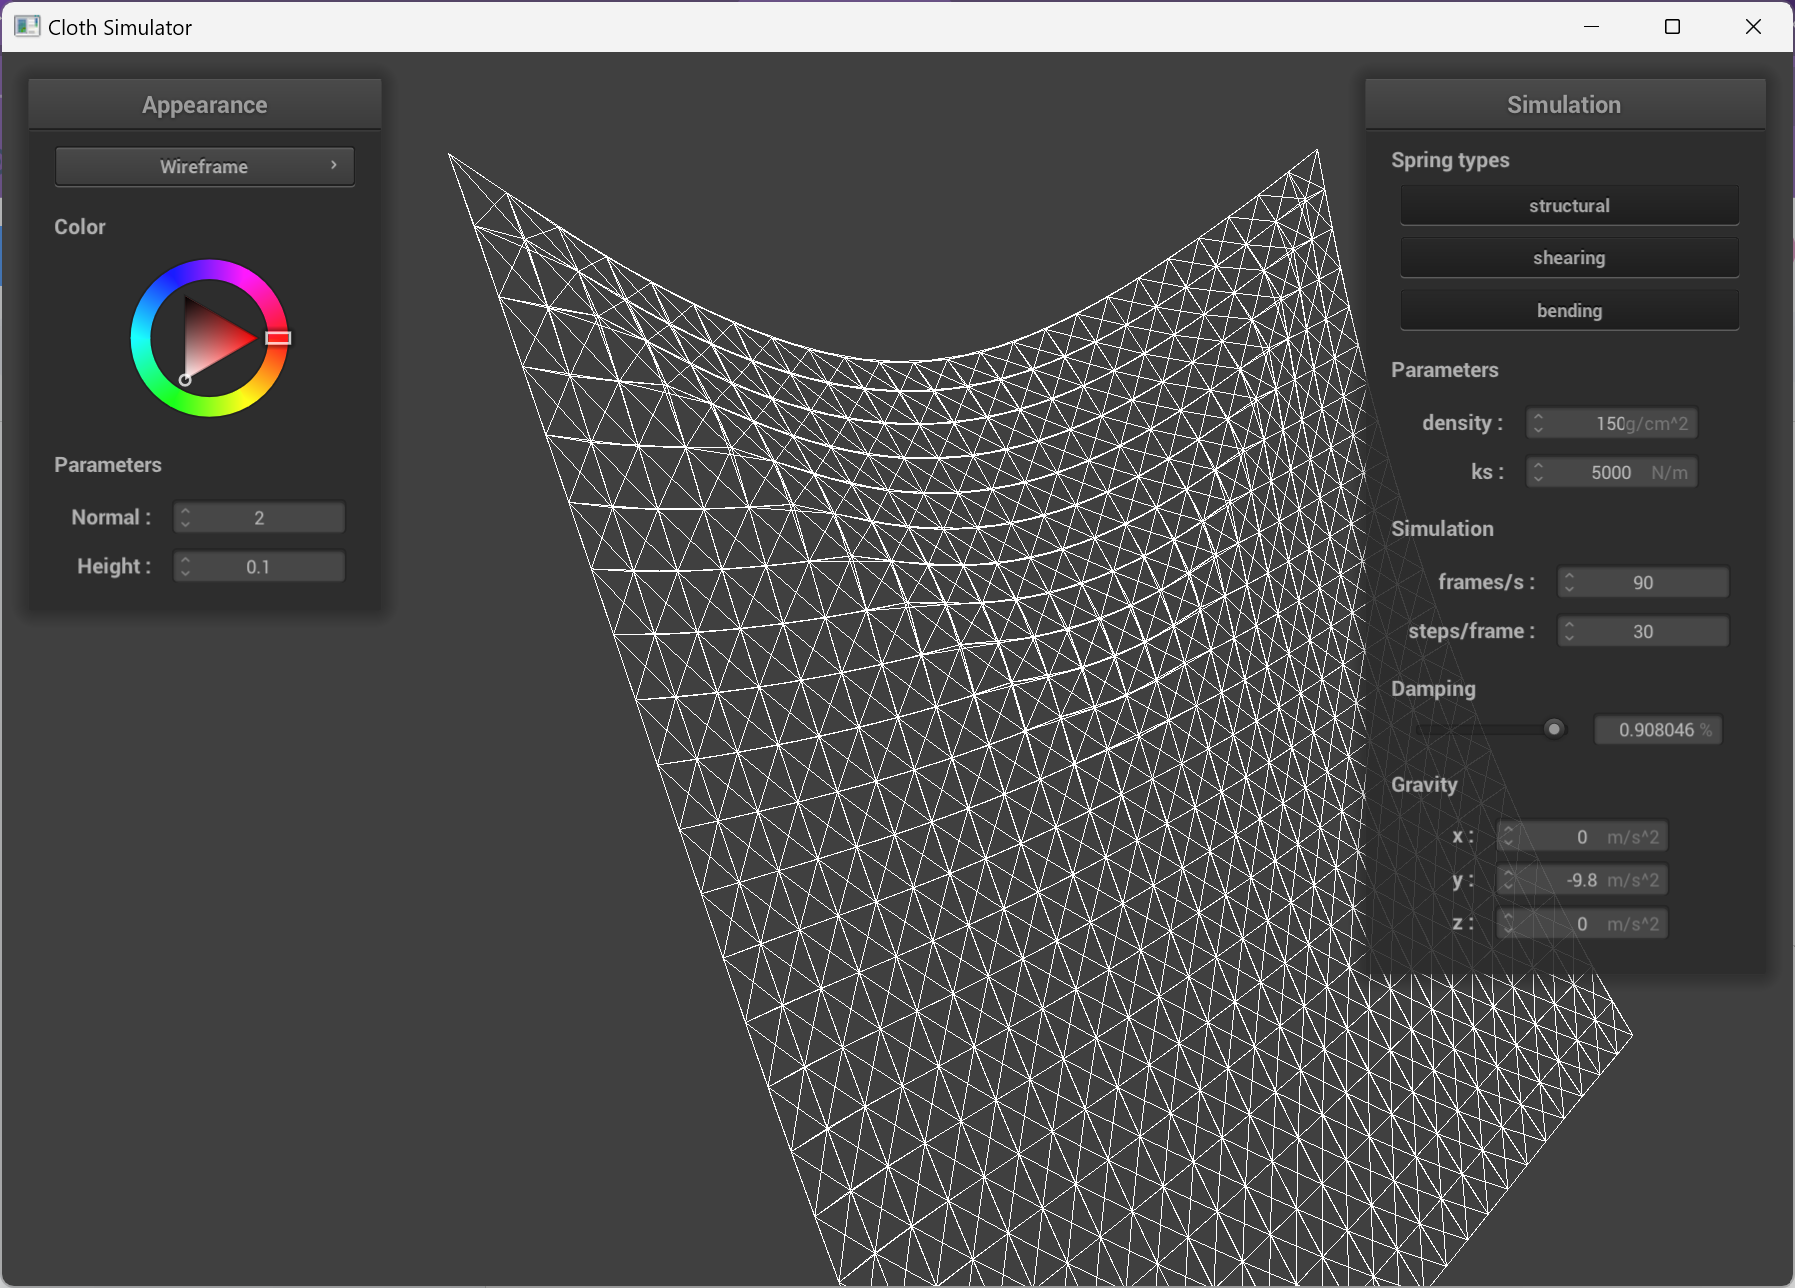 Cloth Simulator
Appearance
Wireframe
Color
Parameters
Normal : 2
Height : 0.1
Simulation
Spring types
structural
shearing
bending
Parameters
density : 150g/cm^2
ks : 5000 N/m
Simulation
frames/s : 90
steps/frame : 30
Damping
0.908046 %
Gravity
x : 0 m/s^2
y : -9.8 m/s^2
z : 0 m/s^2